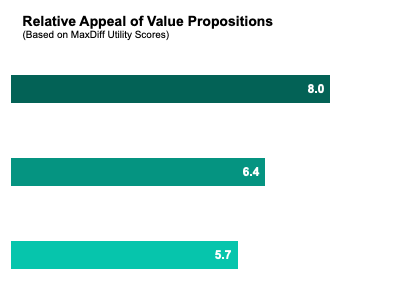 Relative Appeal of Value Propositions
(Based on MaxDiff Utility Scores)
8.0
6.4
5.7